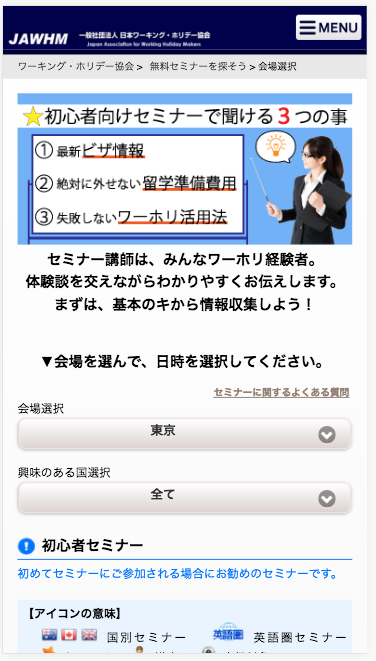 JAWHM 一般社団法人 日本ワーキング・ホリデー協会
Japan Association for Working Holiday Makers
MENU
ワーキング・ホリデー協会 > 無料セミナーを探そう > 会場選択
初心者向けセミナーで聞ける3つの事
① 最新ビザ情報
② 絶対に外せない留学準備費用
③ 失敗しないワーホリ活用法
セミナー講師は、みんなワーホリ経験者。
体験談を交えながらわかりやすくお伝えします。
まずは、基本のキから情報収集しよう！
▼会場を選んで、日時を選択してください。
セミナーに関するよくある質問
会場選択
東京
興味のある国選択
全て
初心者セミナー
初めてセミナーにご参加される場合にお勧めのセミナーです。
【アイコンの意味】
国別セミナー 英語圏 英語圏セミナー